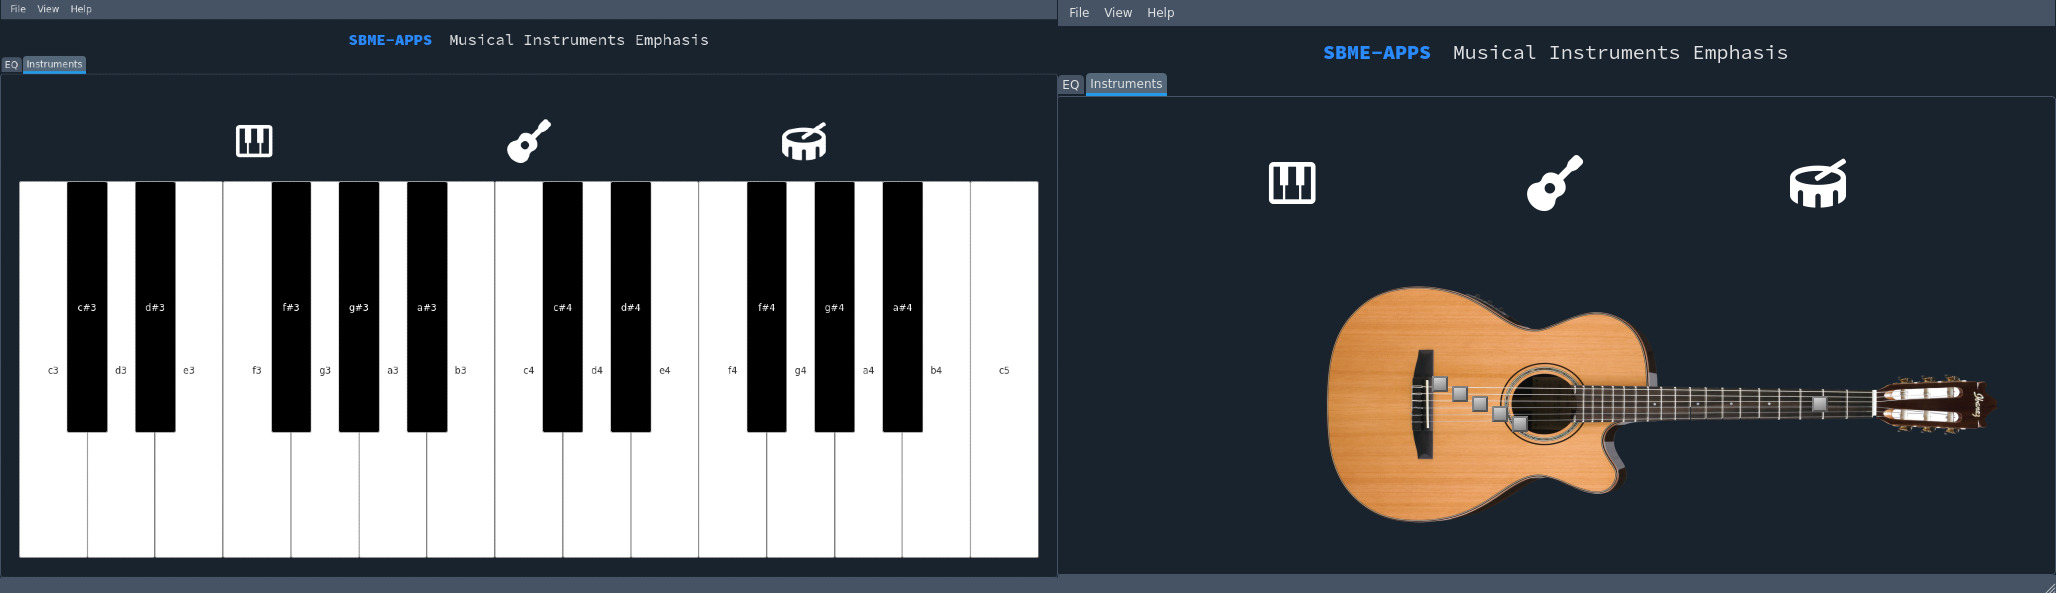 File View Help
SBME-APPS Musical Instruments Emphasis
EQ Instruments
c#3 d#3 f#3 g#3 a#3 c#4 d#4 f#4 g#4 a#4
c3 d3 e3 f3 g3 a3 b3 c4 d4 e4 f4 g4 a4 b4 c5
File View Help
SBME-APPS Musical Instruments Emphasis
EQ Instruments
Ibanez